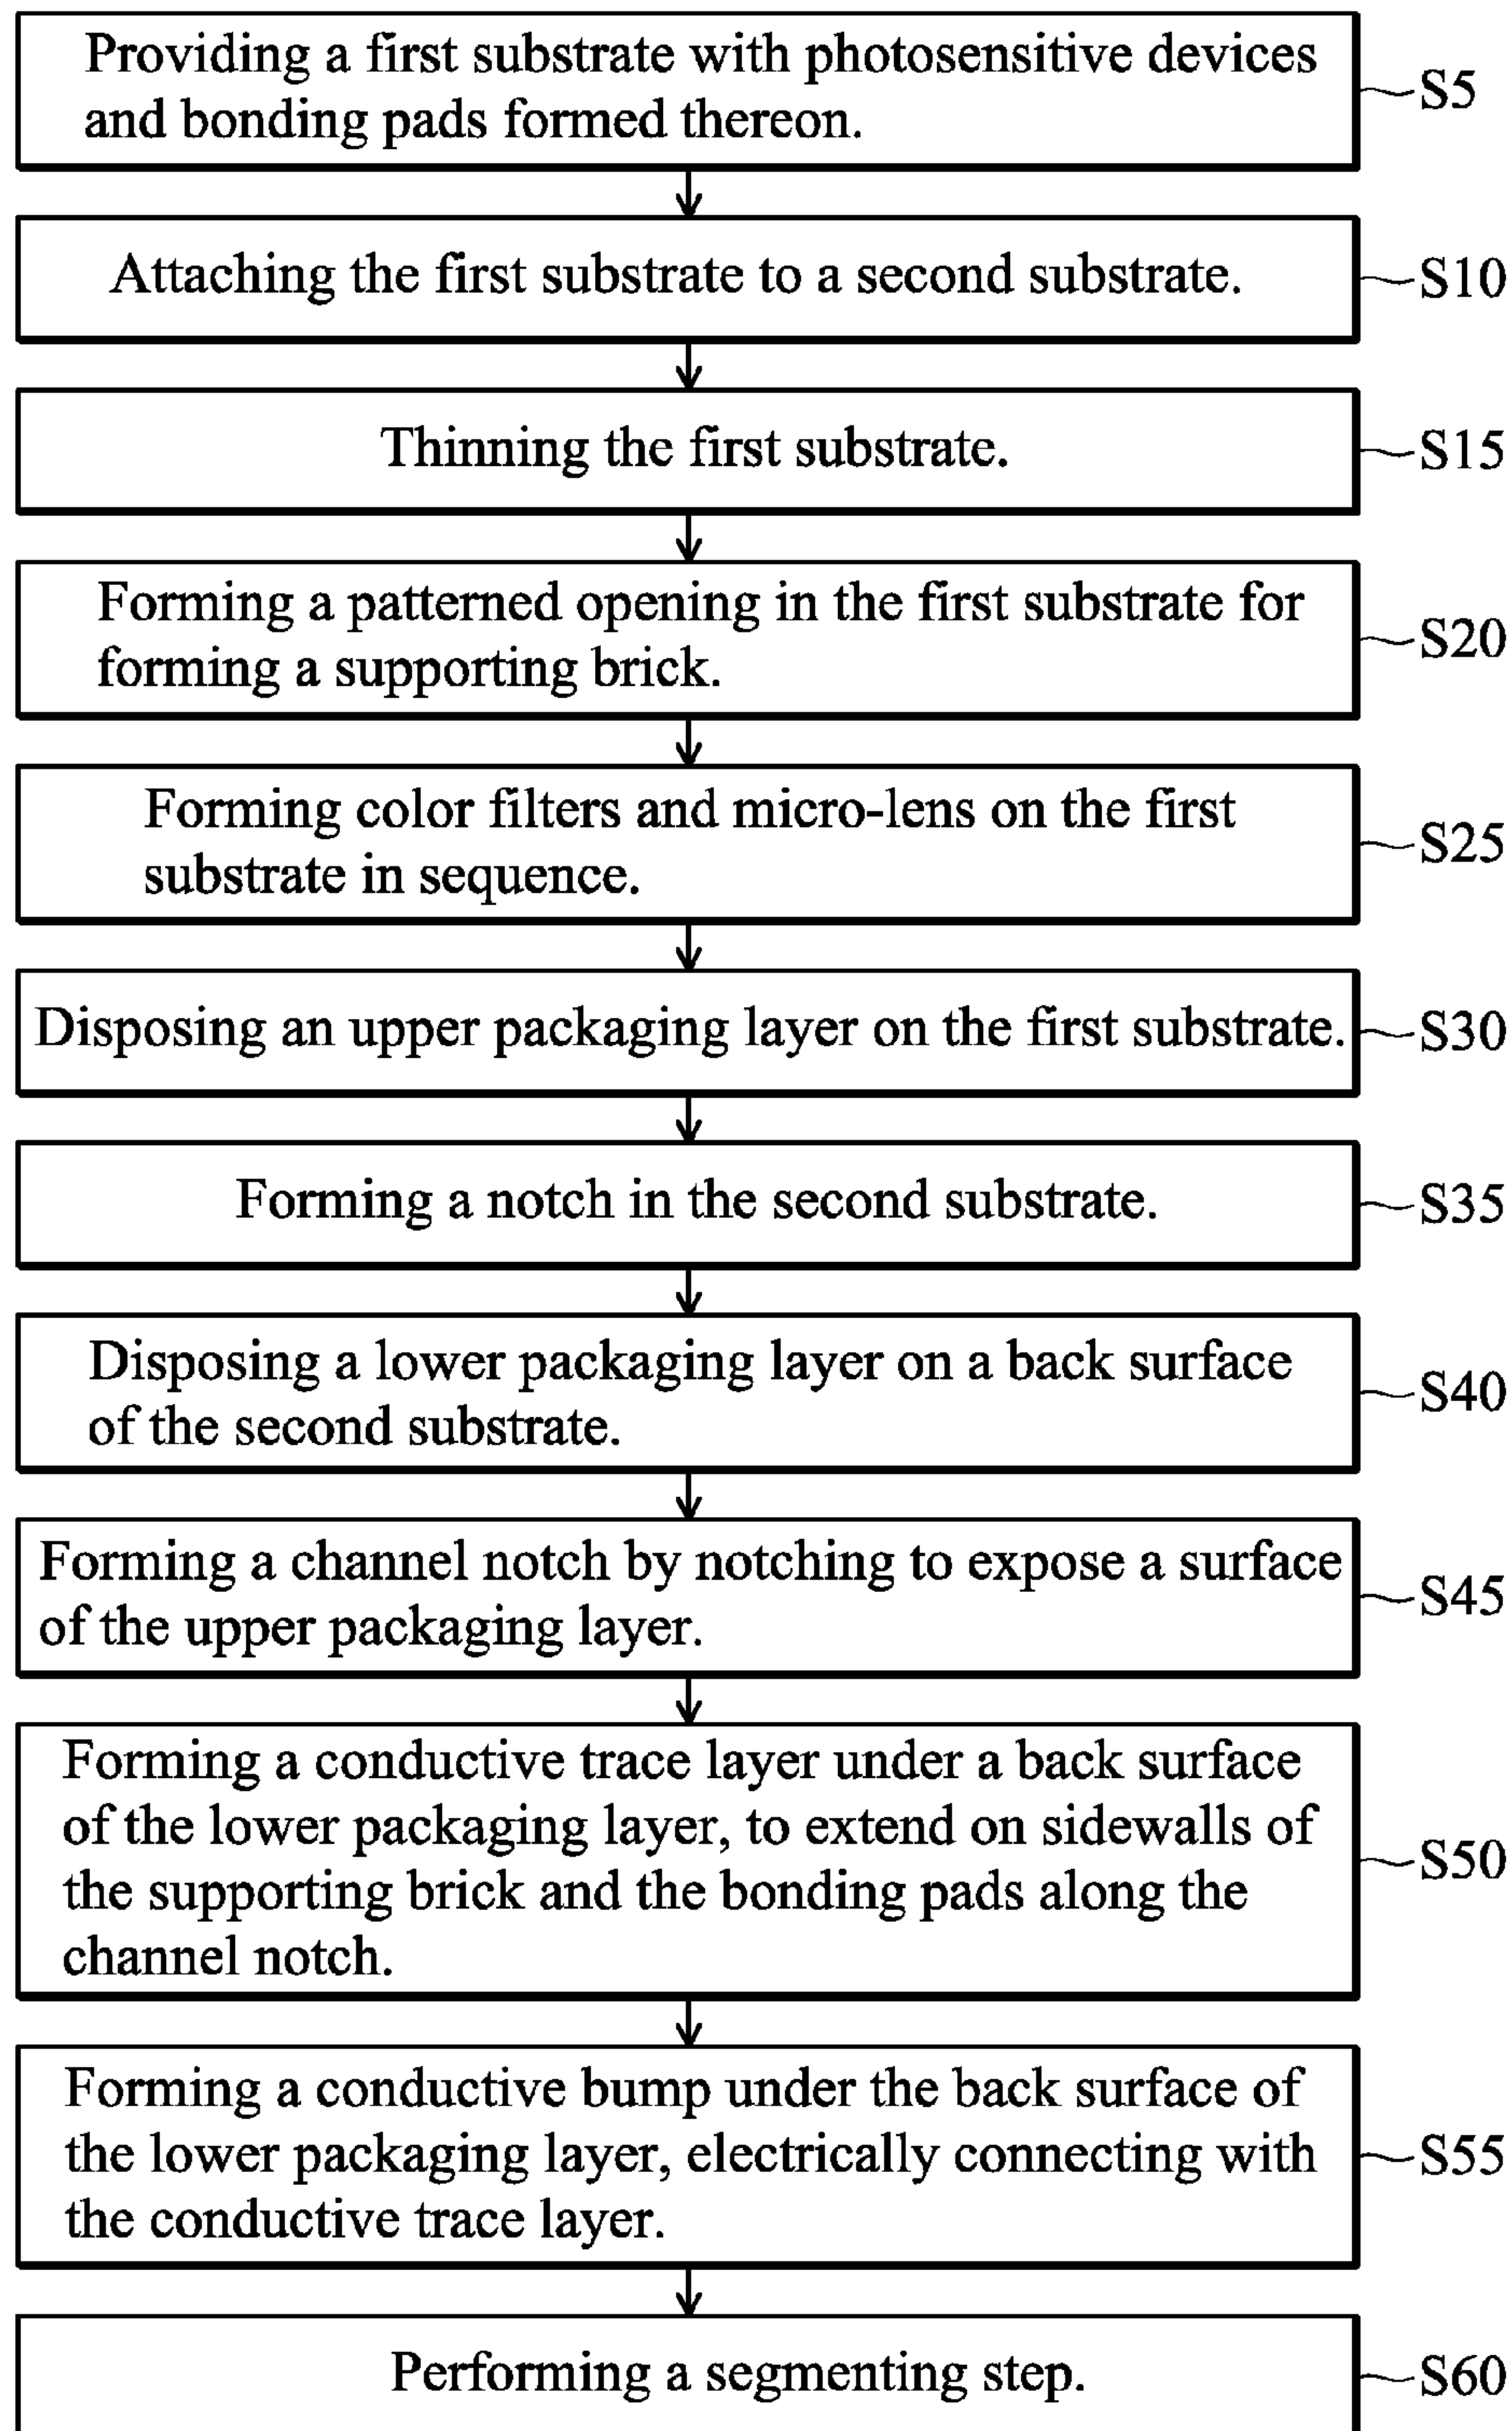 Providing a first substrate with photosensitive devices
and bonding pads formed thereon.
S5
Attaching the first substrate to a second substrate.
S10
Thinning the first substrate.
S15
Forming a patterned opening in the first substrate for
forming a supporting brick.
S20
Forming color filters and micro-lens on the first
substrate in sequence.
S25
Disposing an upper packaging layer on the first substrate.
S30
Forming a notch in the second substrate.
S35
Disposing a lower packaging layer on a back surface
of the second substrate.
S40
Forming a channel notch by notching to expose a surface
of the upper packaging layer.
S45
Forming a conductive trace layer under a back surface
of the lower packaging layer, to extend on sidewalls of
the supporting brick and the bonding pads along the
channel notch.
S50
Forming a conductive bump under the back surface of
the lower packaging layer, electrically connecting with
the conductive trace layer.
S55
Performing a segmenting step.
S60